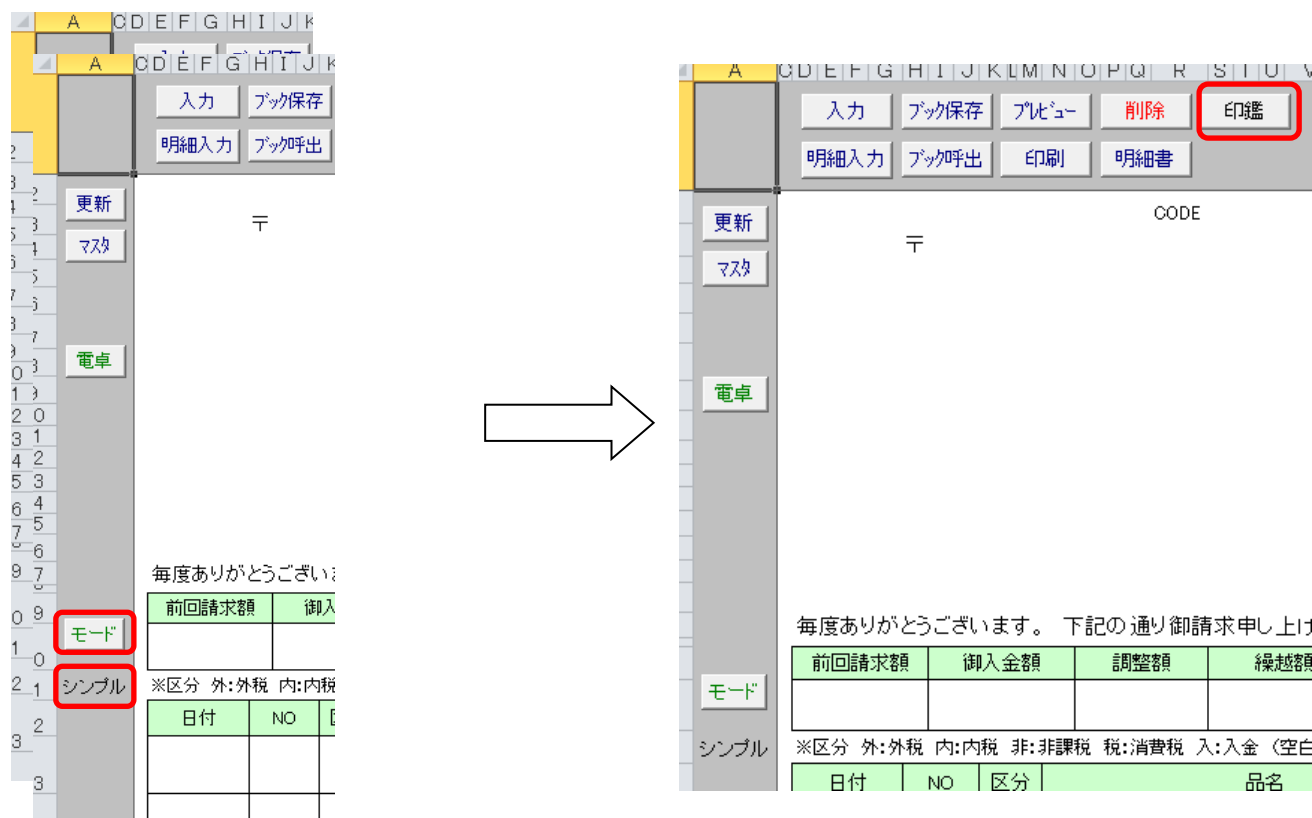 A C D E F G H I J K
A C D E F G H I J K
入力 ブック保存
明細入力 ブック呼出
更新
〒
マスタ
電卓
毎度ありがとうござい
前回請求額 御入
モード
シンプル ※区分 外:外税 内:内税
日付 NO
A C D E F G H I J K L M N O P Q R S T U
入力 ブック保存 プレビュー 削除 印鑑
明細入力 ブック呼出 印刷 明細書
CODE
更新
〒
マスタ
電卓
毎度ありがとうございます。 下記の通り御請求申し上げ
前回請求額 御入金額 調整額 繰越額
モード
シンプル ※区分 外:外税 内:内税 非:非課税 税:消費税 入:入金 (空白
日付 NO 区分 品名